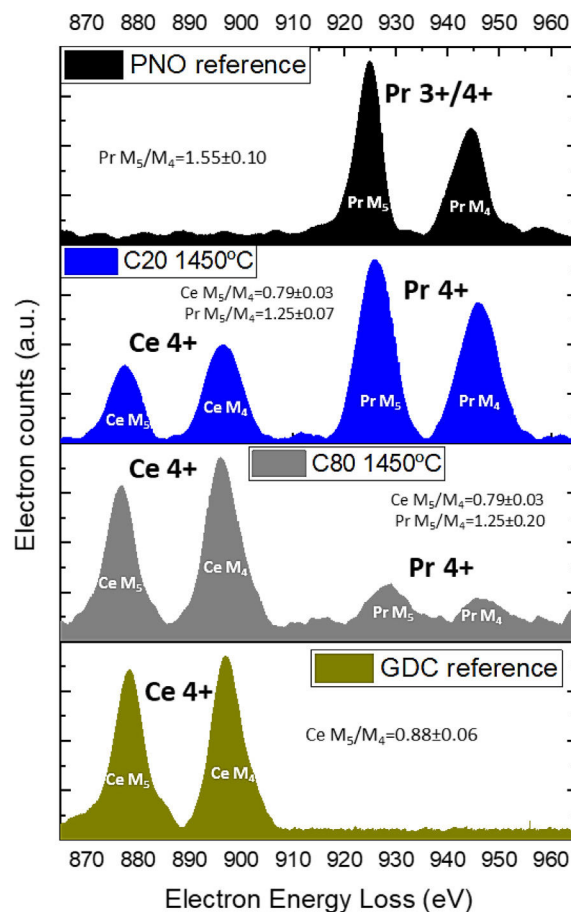 870 880 890 900 910 920 930 940 950 960
PNO reference
Pr 3+/4+
Pr M₅/M₄=1.55±0.10
Pr M₅
Pr M₄
C20 1450ºC
Ce M₅/M₄=0.79±0.03
Pr M₅/M₄=1.25±0.07
Pr 4+
Ce 4+
Ce M₅
Ce M₄
Pr M₅
Pr M₄
Ce 4+
C80 1450ºC
Ce M₅/M₄=0.79±0.03
Pr M₅/M₄=1.25±0.20
Pr 4+
Ce M₅
Ce M₄
Pr M₅
Pr M₄
GDC reference
Ce 4+
Ce M₅/M₄=0.88±0.06
Ce M₅
Ce M₄
870 880 890 900 910 920 930 940 950 960
Electron Energy Loss (eV)
Electron counts (a.u.)